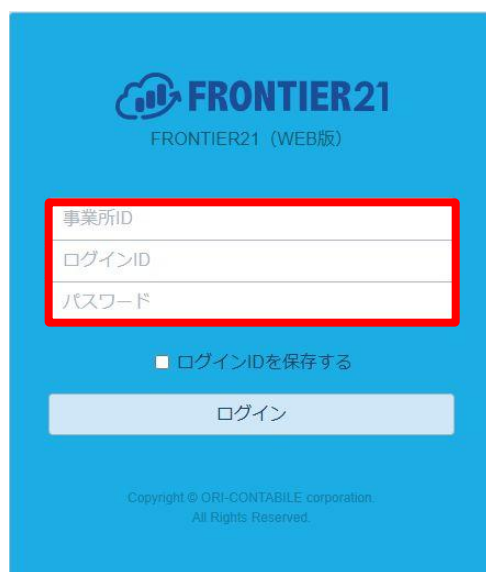 FRONTIER21
FRONTIER21（WEB版）
事業所ID
ログインID
パスワード
ログインIDを保存する
ログイン
Copyright © ORI-CONTABILE corporation.
All Rights Reserved.